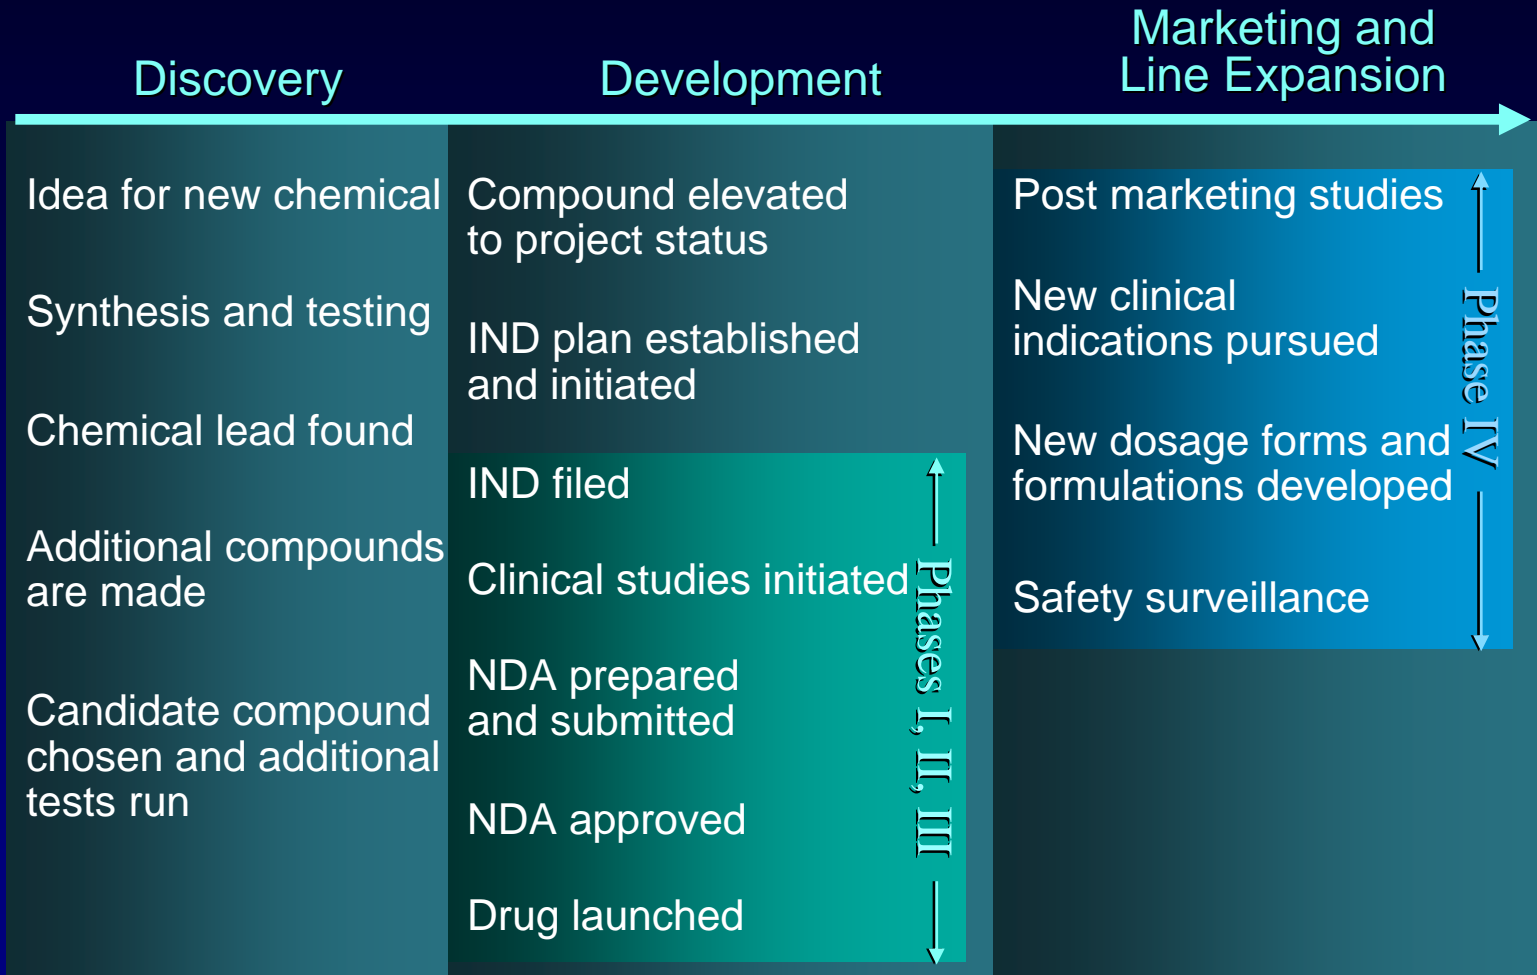 Discovery
Development
Marketing and
Line Expansion
Idea for new chemical
Synthesis and testing
Chemical lead found
Additional compounds
are made
Candidate compound
chosen and additional
tests run
Compound elevated
to project status
IND plan established
and initiated
IND filed
Clinical studies initiated
NDA prepared
and submitted
NDA approved
Drug launched
Phases I, II, III
Post marketing studies
New clinical
indications pursued
New dosage forms and
formulations developed
Safety surveillance
Phase IV